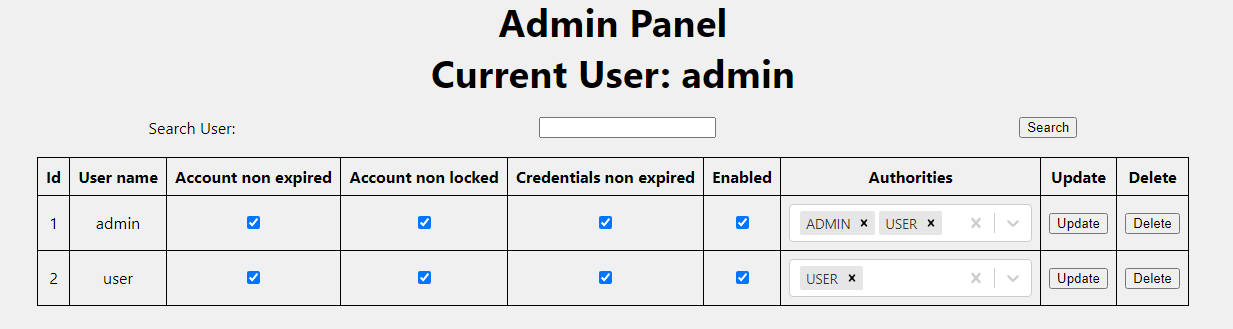 Admin Panel
Current User: admin
Search User: Search
Id User name Account non expired Account non locked Credentials non expired Enabled Authorities Update Delete
1 admin ADMIN USER Update Delete
2 user USER Update Delete